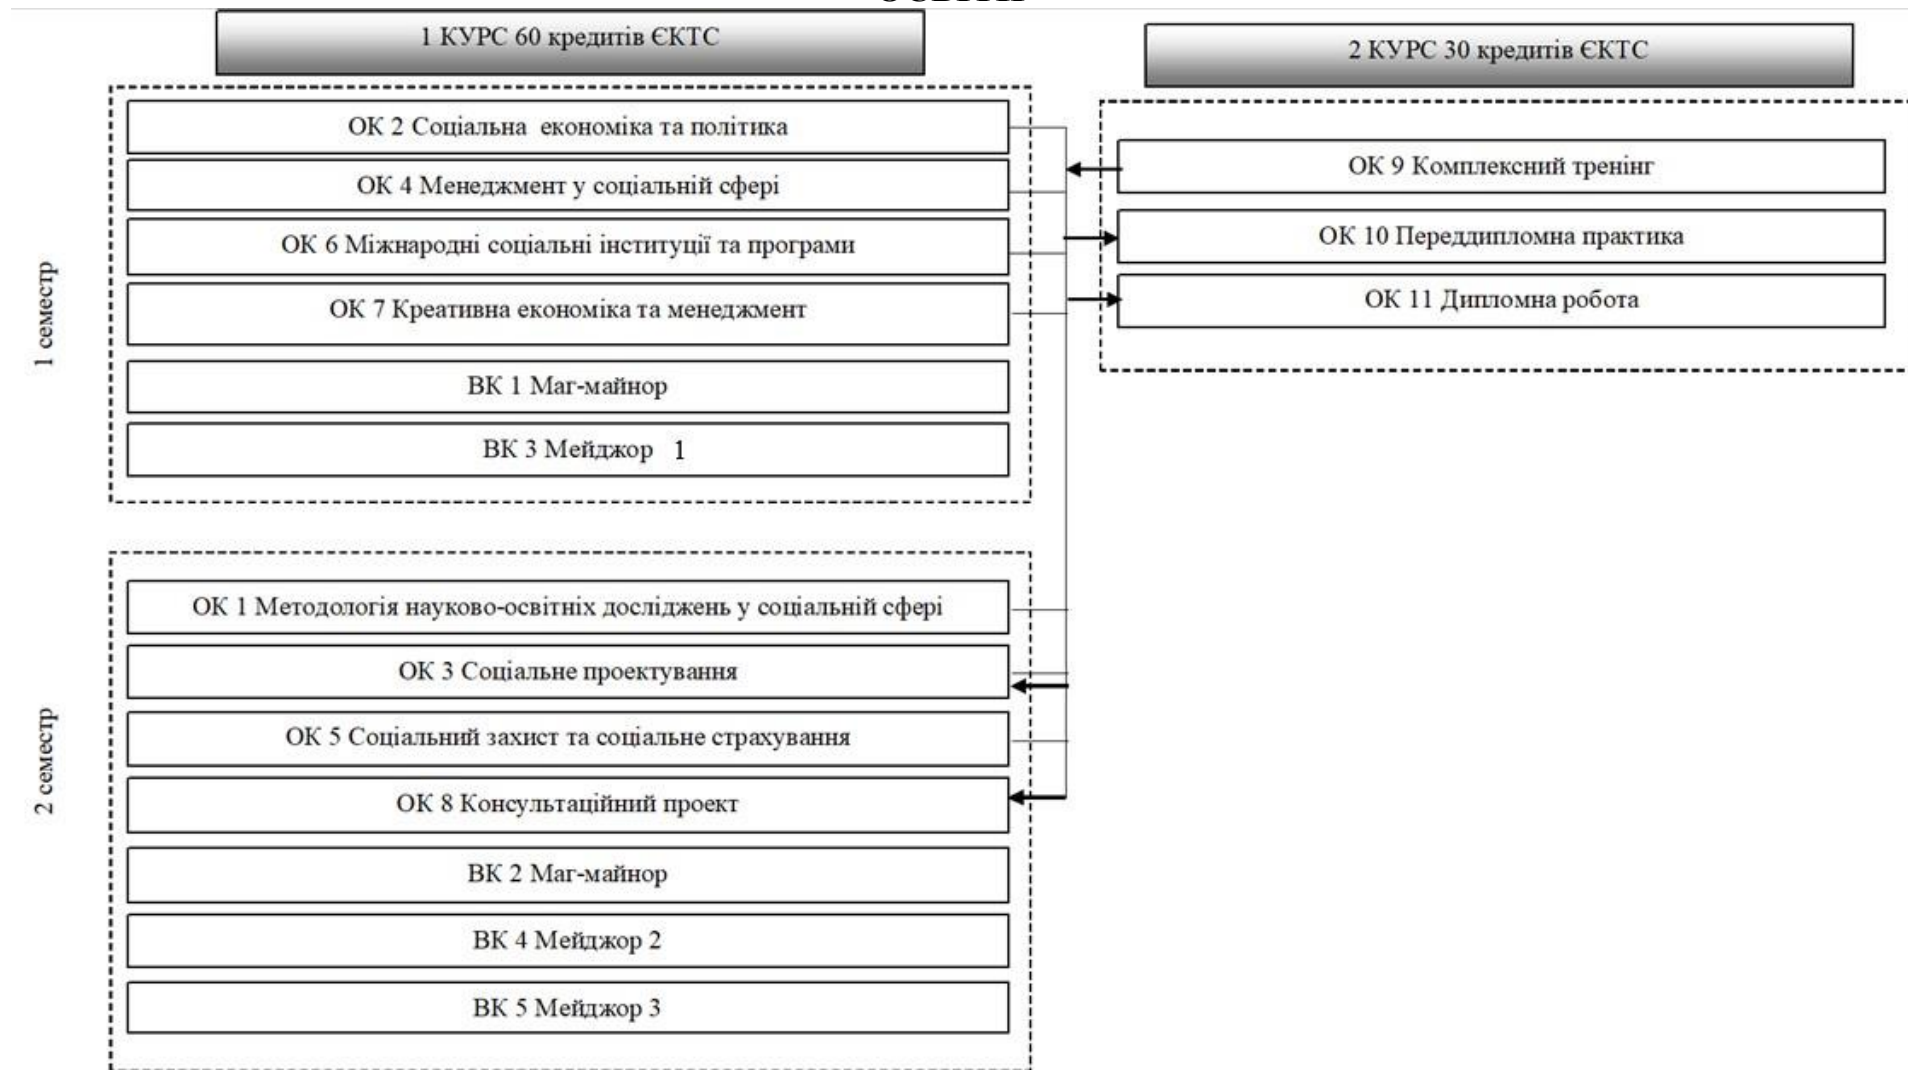 1 КУРС 60 кредитів ЄКТС
ОК 2 Соціальна економіка та політика
ОК 4 Менеджмент у соціальній сфері
ОК 6 Міжнародні соціальні інституції та програми
ОК 7 Креативна економіка та менеджмент
ВК 1 Маг-майнор
ВК 3 Мейджор 1
1 семестр
ОК 1 Методологія науково-освітніх досліджень у соціальній сфері
ОК 3 Соціальне проектування
ОК 5 Соціальний захист та соціальне страхування
ОК 8 Консультаційний проект
ВК 2 Маг-майнор
ВК 4 Мейджор 2
ВК 5 Мейджор 3
2 семестр
2 КУРС 30 кредитів ЄКТС
ОК 9 Комплексний тренінг
ОК 10 Переддипломна практика
ОК 11 Дипломна робота